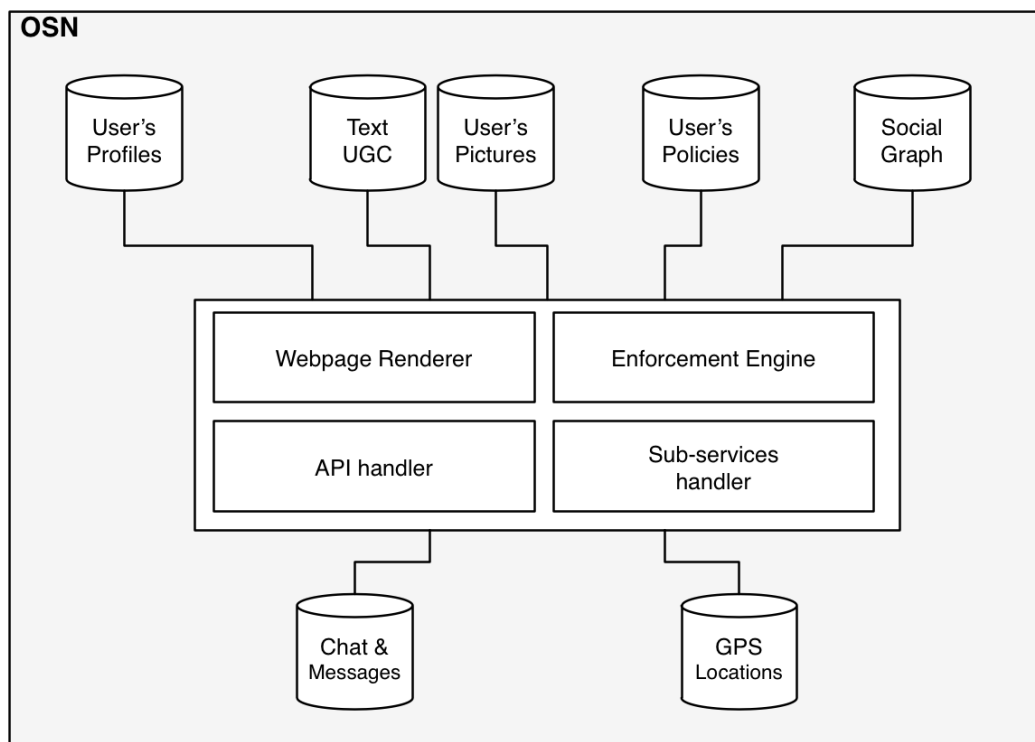 OSN
User’s
Profiles
Text
UGC
User’s
Pictures
User’s
Policies
Social
Graph
Webpage Renderer
Enforcement Engine
API handler
Sub-services
handler
Chat &
Messages
GPS
Locations